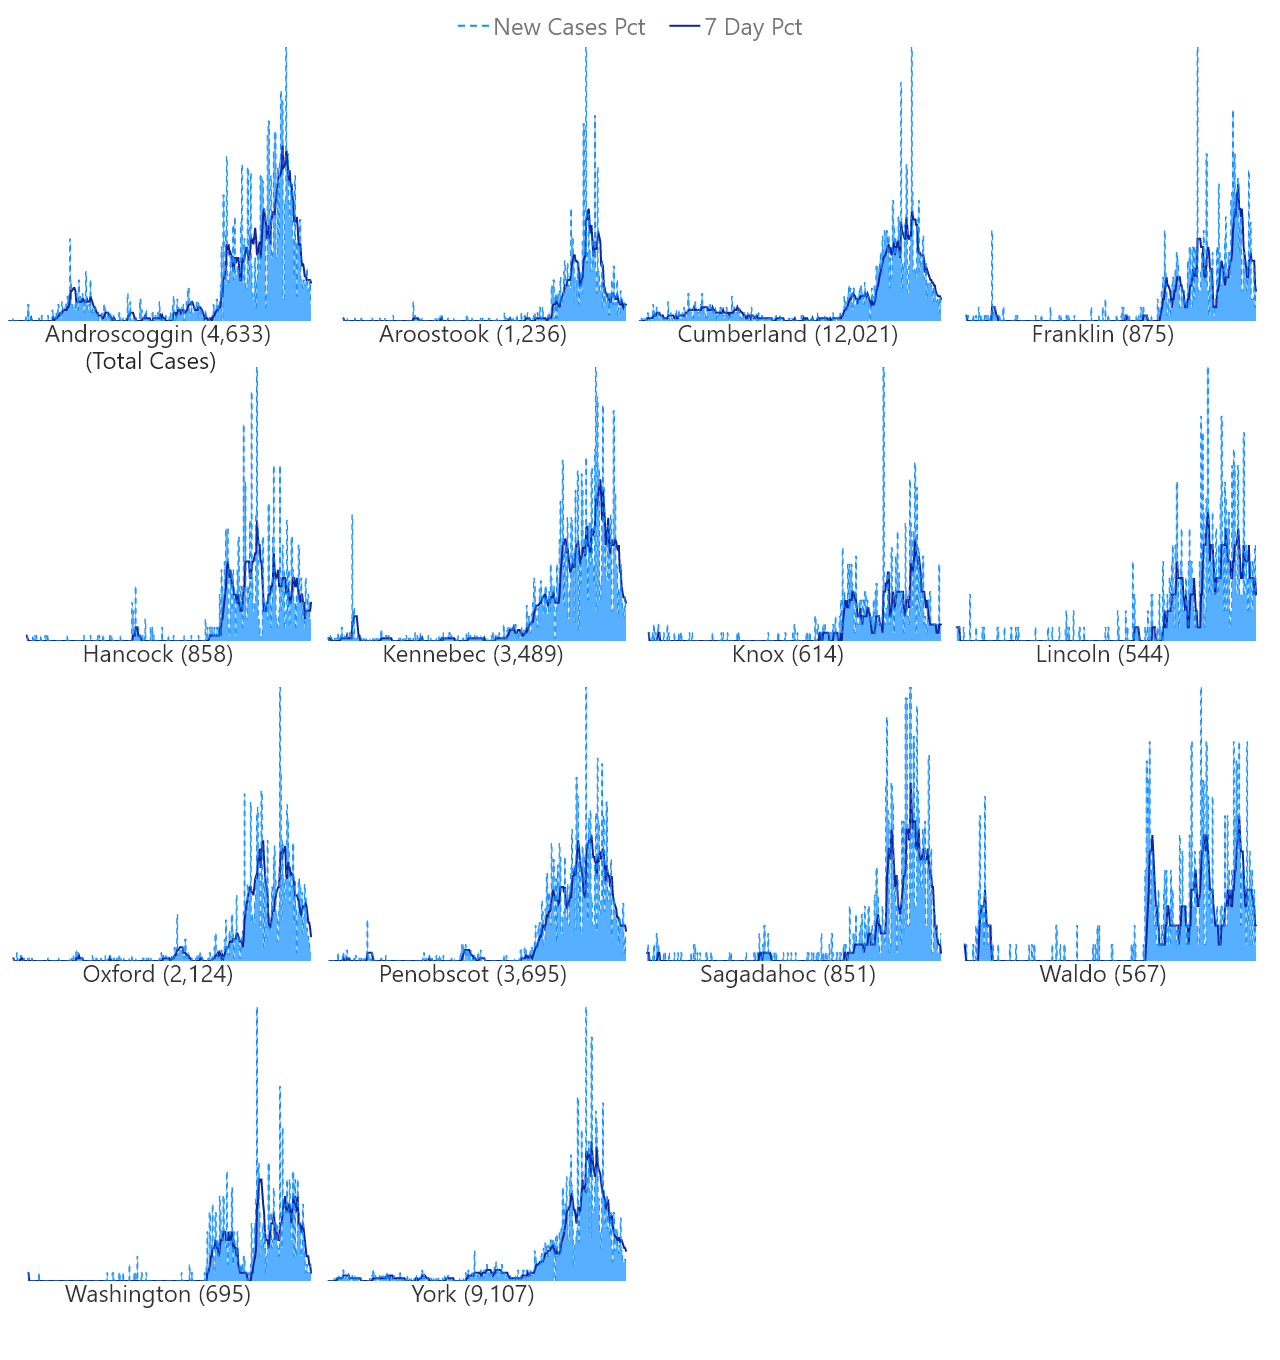 New Cases Pct 7 Day Pct
Androscoggin (4,633)
(Total Cases)
Aroostook (1,236)
Cumberland (12,021)
Franklin (875)
Hancock (858)
Kennebec (3,489)
Knox (614)
Lincoln (544)
Oxford (2,124)
Penobscot (3,695)
Sagadahoc (851)
Waldo (567)
Washington (695)
York (9,107)